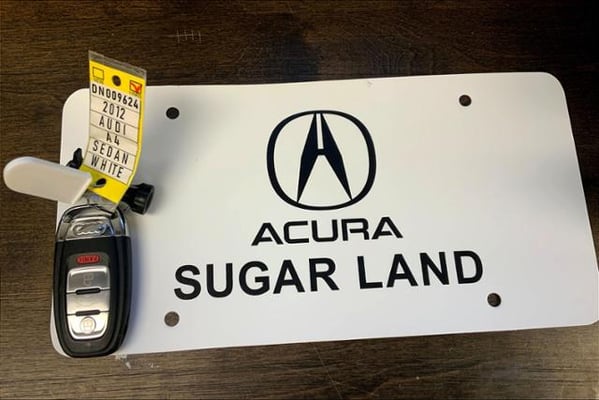 DN009624
2012
AUDI
A4
SEDAN
WHITE
ACURA
SUGAR LAND